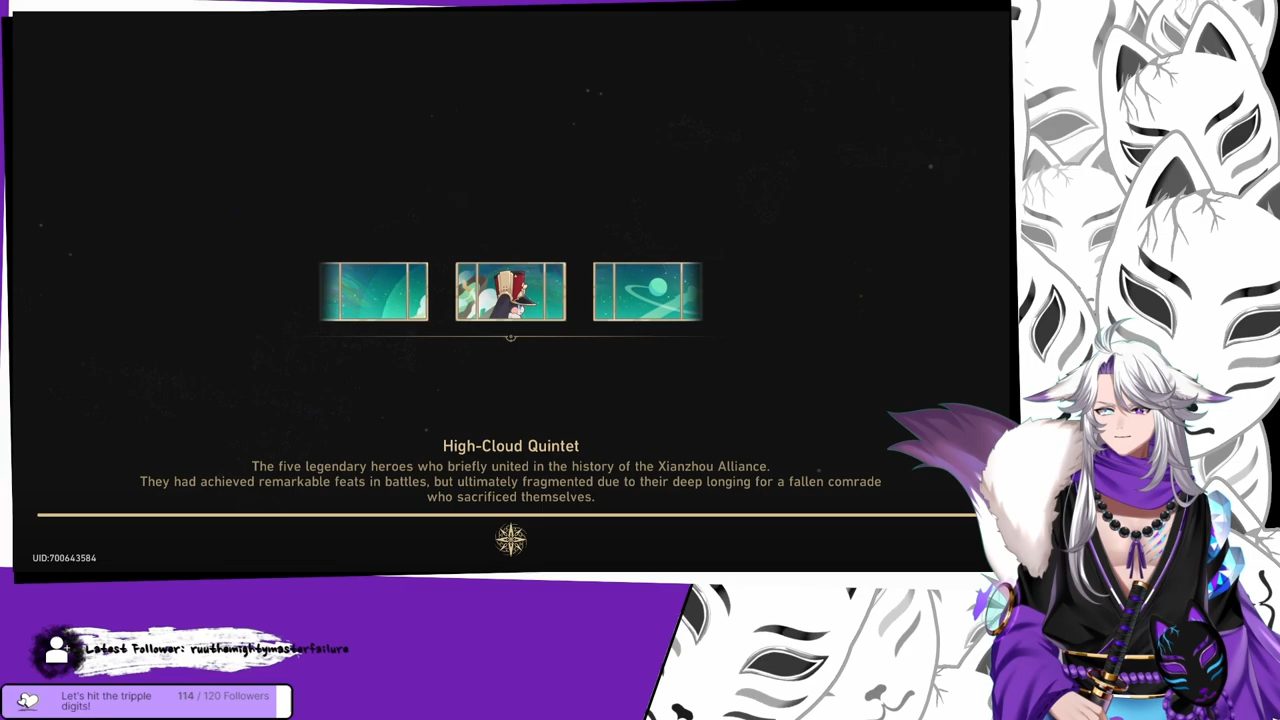 High-Cloud Quintet
The five legendary heroes who briefly united in the history of the Xianzhou Alliance.
They had achieved remarkable feats in battles, but ultimately fragmented due to their deep longing for a fallen comrade
who sacrificed themselves.
UID:700643584
Latest Follower: ruuthemightymasterfailure
Let's hit the tripple
digits!
114 / 120 Followers